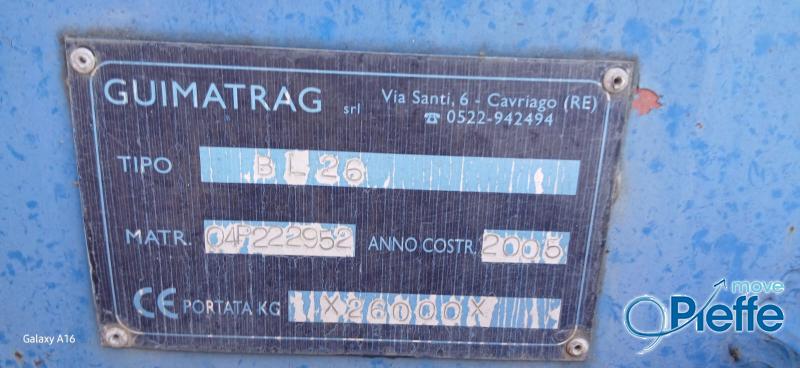 GUIMATRAG srl
Via Santi, 6 - Cavriago (RE)
☎ 0522-942494
TIPO BL26
MATR. 04P222952 ANNO COSTR. 2005
CE PORTATA KG X26000X
move
Pieffe
Galaxy A16